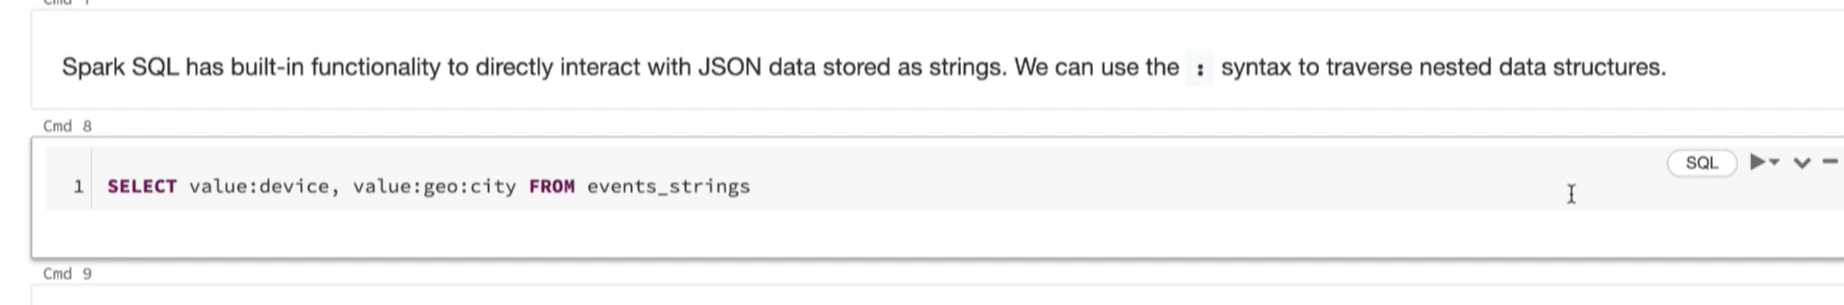 Spark SQL has built-in functionality to directly interact with JSON data stored as strings. We can use the : syntax to traverse nested data structures.
Cmd 8
SQL
1 SELECT value:device, value:geo:city FROM events_strings
Cmd 9